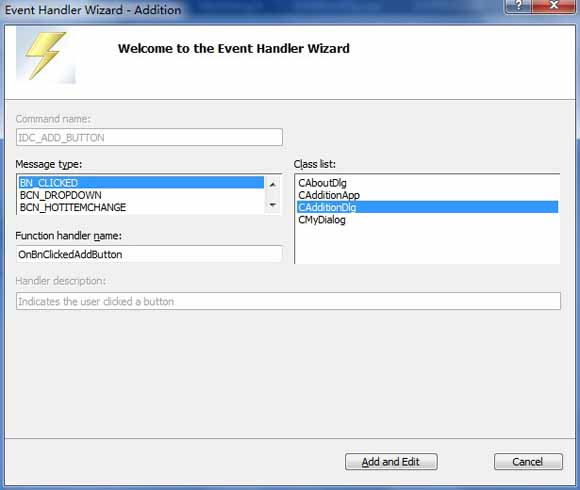 Event Handler Wizard - Addition
Welcome to the Event Handler Wizard
Command name:
IDC_ADD_BUTTON
Message type:
BN_CLICKED
BCN_DROPDOWN
BCN_HOTITEMCHANGE
Class list:
CAboutDlg
CAdditionApp
CAdditionDlg
CMyDialog
Function handler name:
OnBnClickedAddButton
Handler description:
Indicates the user clicked a button
Add and Edit
Cancel